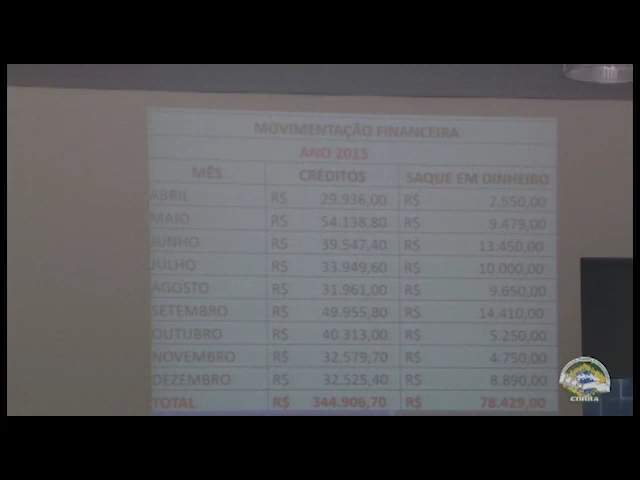 MOVIMENTAÇÃO FINANCEIRA
ANO 2015
MÊS CRÉDITOS SAQUE EM DINHEIRO
ABRIL R$ 29.936,00 R$ 2.550,00
MAIO R$ 54.138,80 R$ 9.479,00
JUNHO R$ 39.547,40 R$ 13.450,00
JULHO R$ 33.949,60 R$ 10.000,00
AGOSTO R$ 31.961,00 R$ 9.650,00
SETEMBRO R$ 49.955,80 R$ 14.410,00
OUTUBRO R$ 40.313,00 R$ 5.250,00
NOVEMBRO R$ 32.579,70 R$ 4.750,00
DEZEMBRO R$ 32.525,40 R$ 8.890,00
TOTAL R$ 344.906,70 R$ 78.429,00